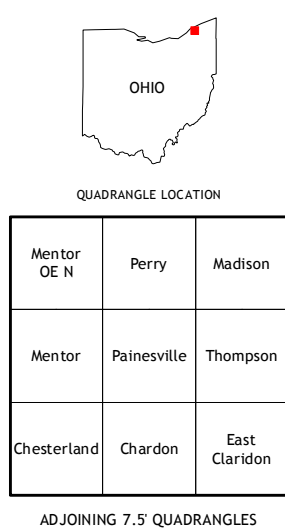 OHIO
QUADRANGLE LOCATION
Mentor
OE N
Perry
Madison
Mentor
Painesville
Thompson
Chesterland
Chardon
East
Claridon
ADJOINING 7.5' QUADRANGLES